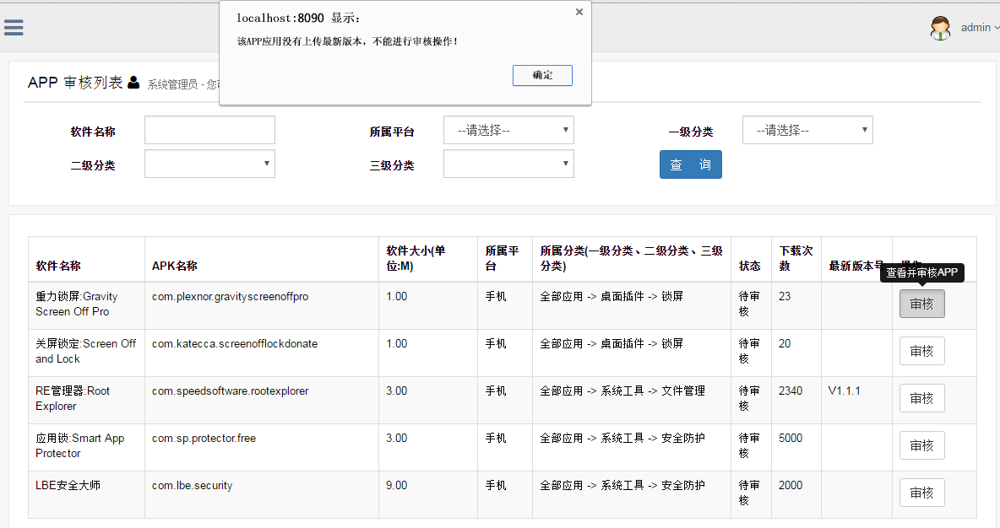 localhost:8090 显示:
该APP应用没有上传最新版本,不能进行审核操作!
确定
admin
APP 审核列表 系统管理员 - 您
软件名称
所属平台 --请选择--
一级分类 --请选择--
二级分类
三级分类
查 询
软件名称 APK名称 软件大小(单位:M) 所属平台 所属分类(一级分类、二级分类、三级分类) 状态 下载次数 最新版本号
查看并审核APP
重力锁屏:Gravity Screen Off Pro com.plexnor.gravityscreenoffpro 1.00 手机 全部应用 -> 桌面插件 -> 锁屏 待审核 23 审核
关屏锁定:Screen Off and Lock com.katecca.screenofflockdonate 1.00 手机 全部应用 -> 桌面插件 -> 锁屏 待审核 20 审核
RE管理器:Root Explorer com.speedsoftware.rootexplorer 3.00 手机 全部应用 -> 系统工具 -> 文件管理 待审核 2340 V1.1.1 审核
应用锁:Smart App Protector com.sp.protector.free 3.00 手机 全部应用 -> 系统工具 -> 安全防护 待审核 5000 审核
LBE安全大师 com.lbe.security 9.00 手机 全部应用 -> 系统工具 -> 安全防护 待审核 2000 审核